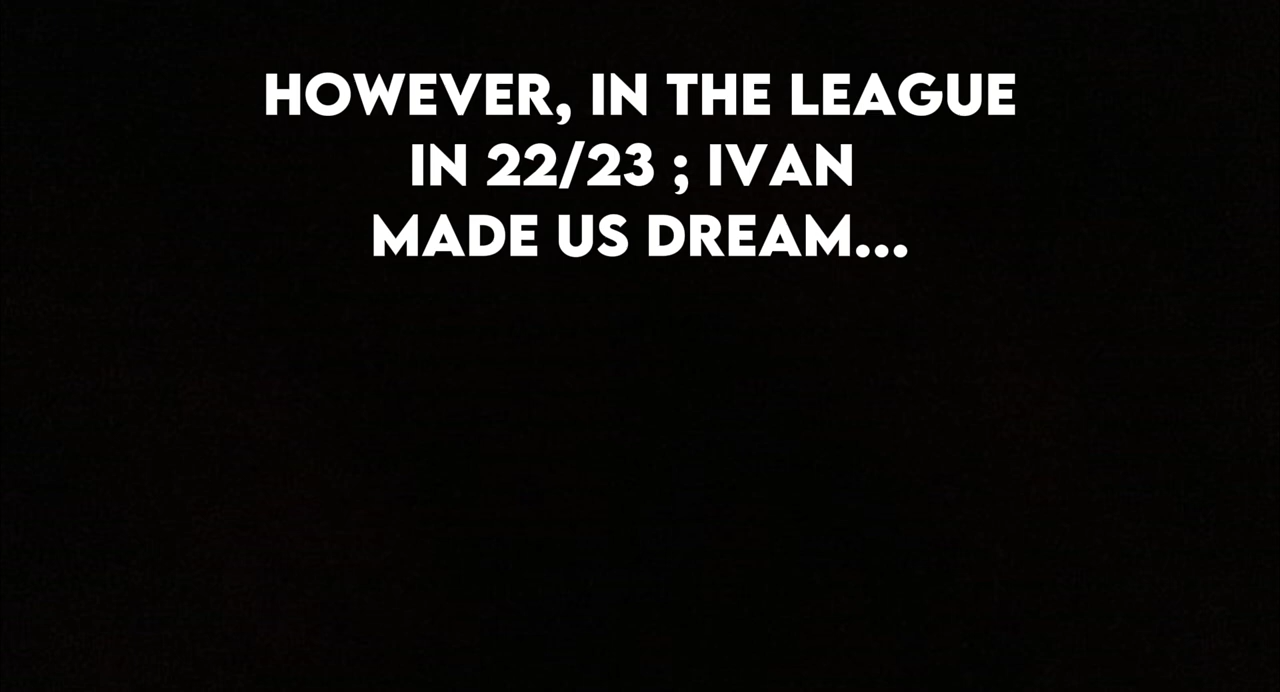 HOWEVER, IN THE LEAGUE
IN 22/23 ; IVAN
MADE US DREAM...